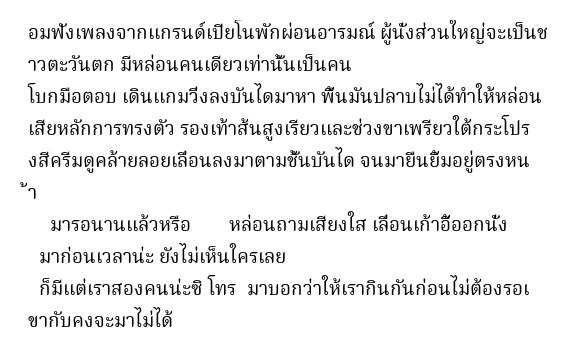 อมฟังเพลงจากแกรนด์เปียโนพักผ่อนอารมณ์ ผู้นั่งส่วนใหญ่จะเป็นช
าวตะวันตก มีหล่อนคนเดียวเท่านั้นเป็นคน
โบกมือตอบ เดินแกมวิ่งลงบันไดมาหา พื้นมันปลาบไม่ได้ทำให้หล่อน
เสียหลักการทรงตัว รองเท้าส้นสูงเรียวและช่วงขาเพรียวใต้กระโปร
งสีครีมดูคล้ายลอยเลื่อนลงมาตามชั้นบันได จนมายืนยิ้มอยู่ตรงหน
้า
มารอนานแล้วหรือ หล่อนถามเสียงใส เลื่อนเก้าอี้ออกนั่ง
มาก่อนเวลาน่ะ ยังไม่เห็นใครเลย
ก็มีแต่เราสองคนน่ะซิ โทร มาบอกว่าให้เรากินกันก่อนไม่ต้องรอเ
ขากับคงจะมาไม่ได้